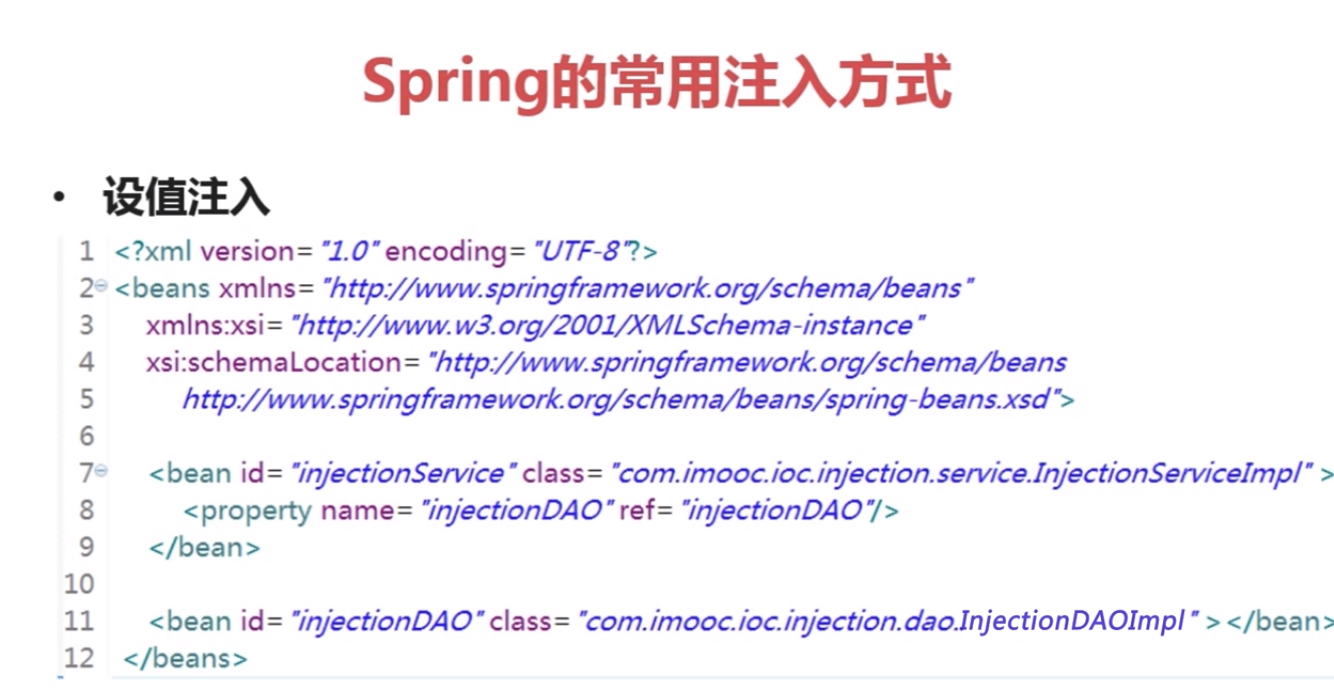 Spring的常用注入方式
• 设值注入
1 <?xml version="1.0" encoding="UTF-8"?>
2 <beans xmlns="http://www.springframework.org/schema/beans"
3 xmlns:xsi="http://www.w3.org/2001/XMLSchema-instance"
4 xsi:schemaLocation="http://www.springframework.org/schema/beans
5 http://www.springframework.org/schema/beans/spring-beans.xsd">
6
7 <bean id="injectionService" class="com.imooc.ioc.injection.service.InjectionServiceImpl" >
8 <property name="injectionDAO" ref="injectionDAO"/>
9 </bean>
10
11 <bean id="injectionDAO" class="com.imooc.ioc.injection.dao.InjectionDAOImpl" ></bean>
12 </beans>